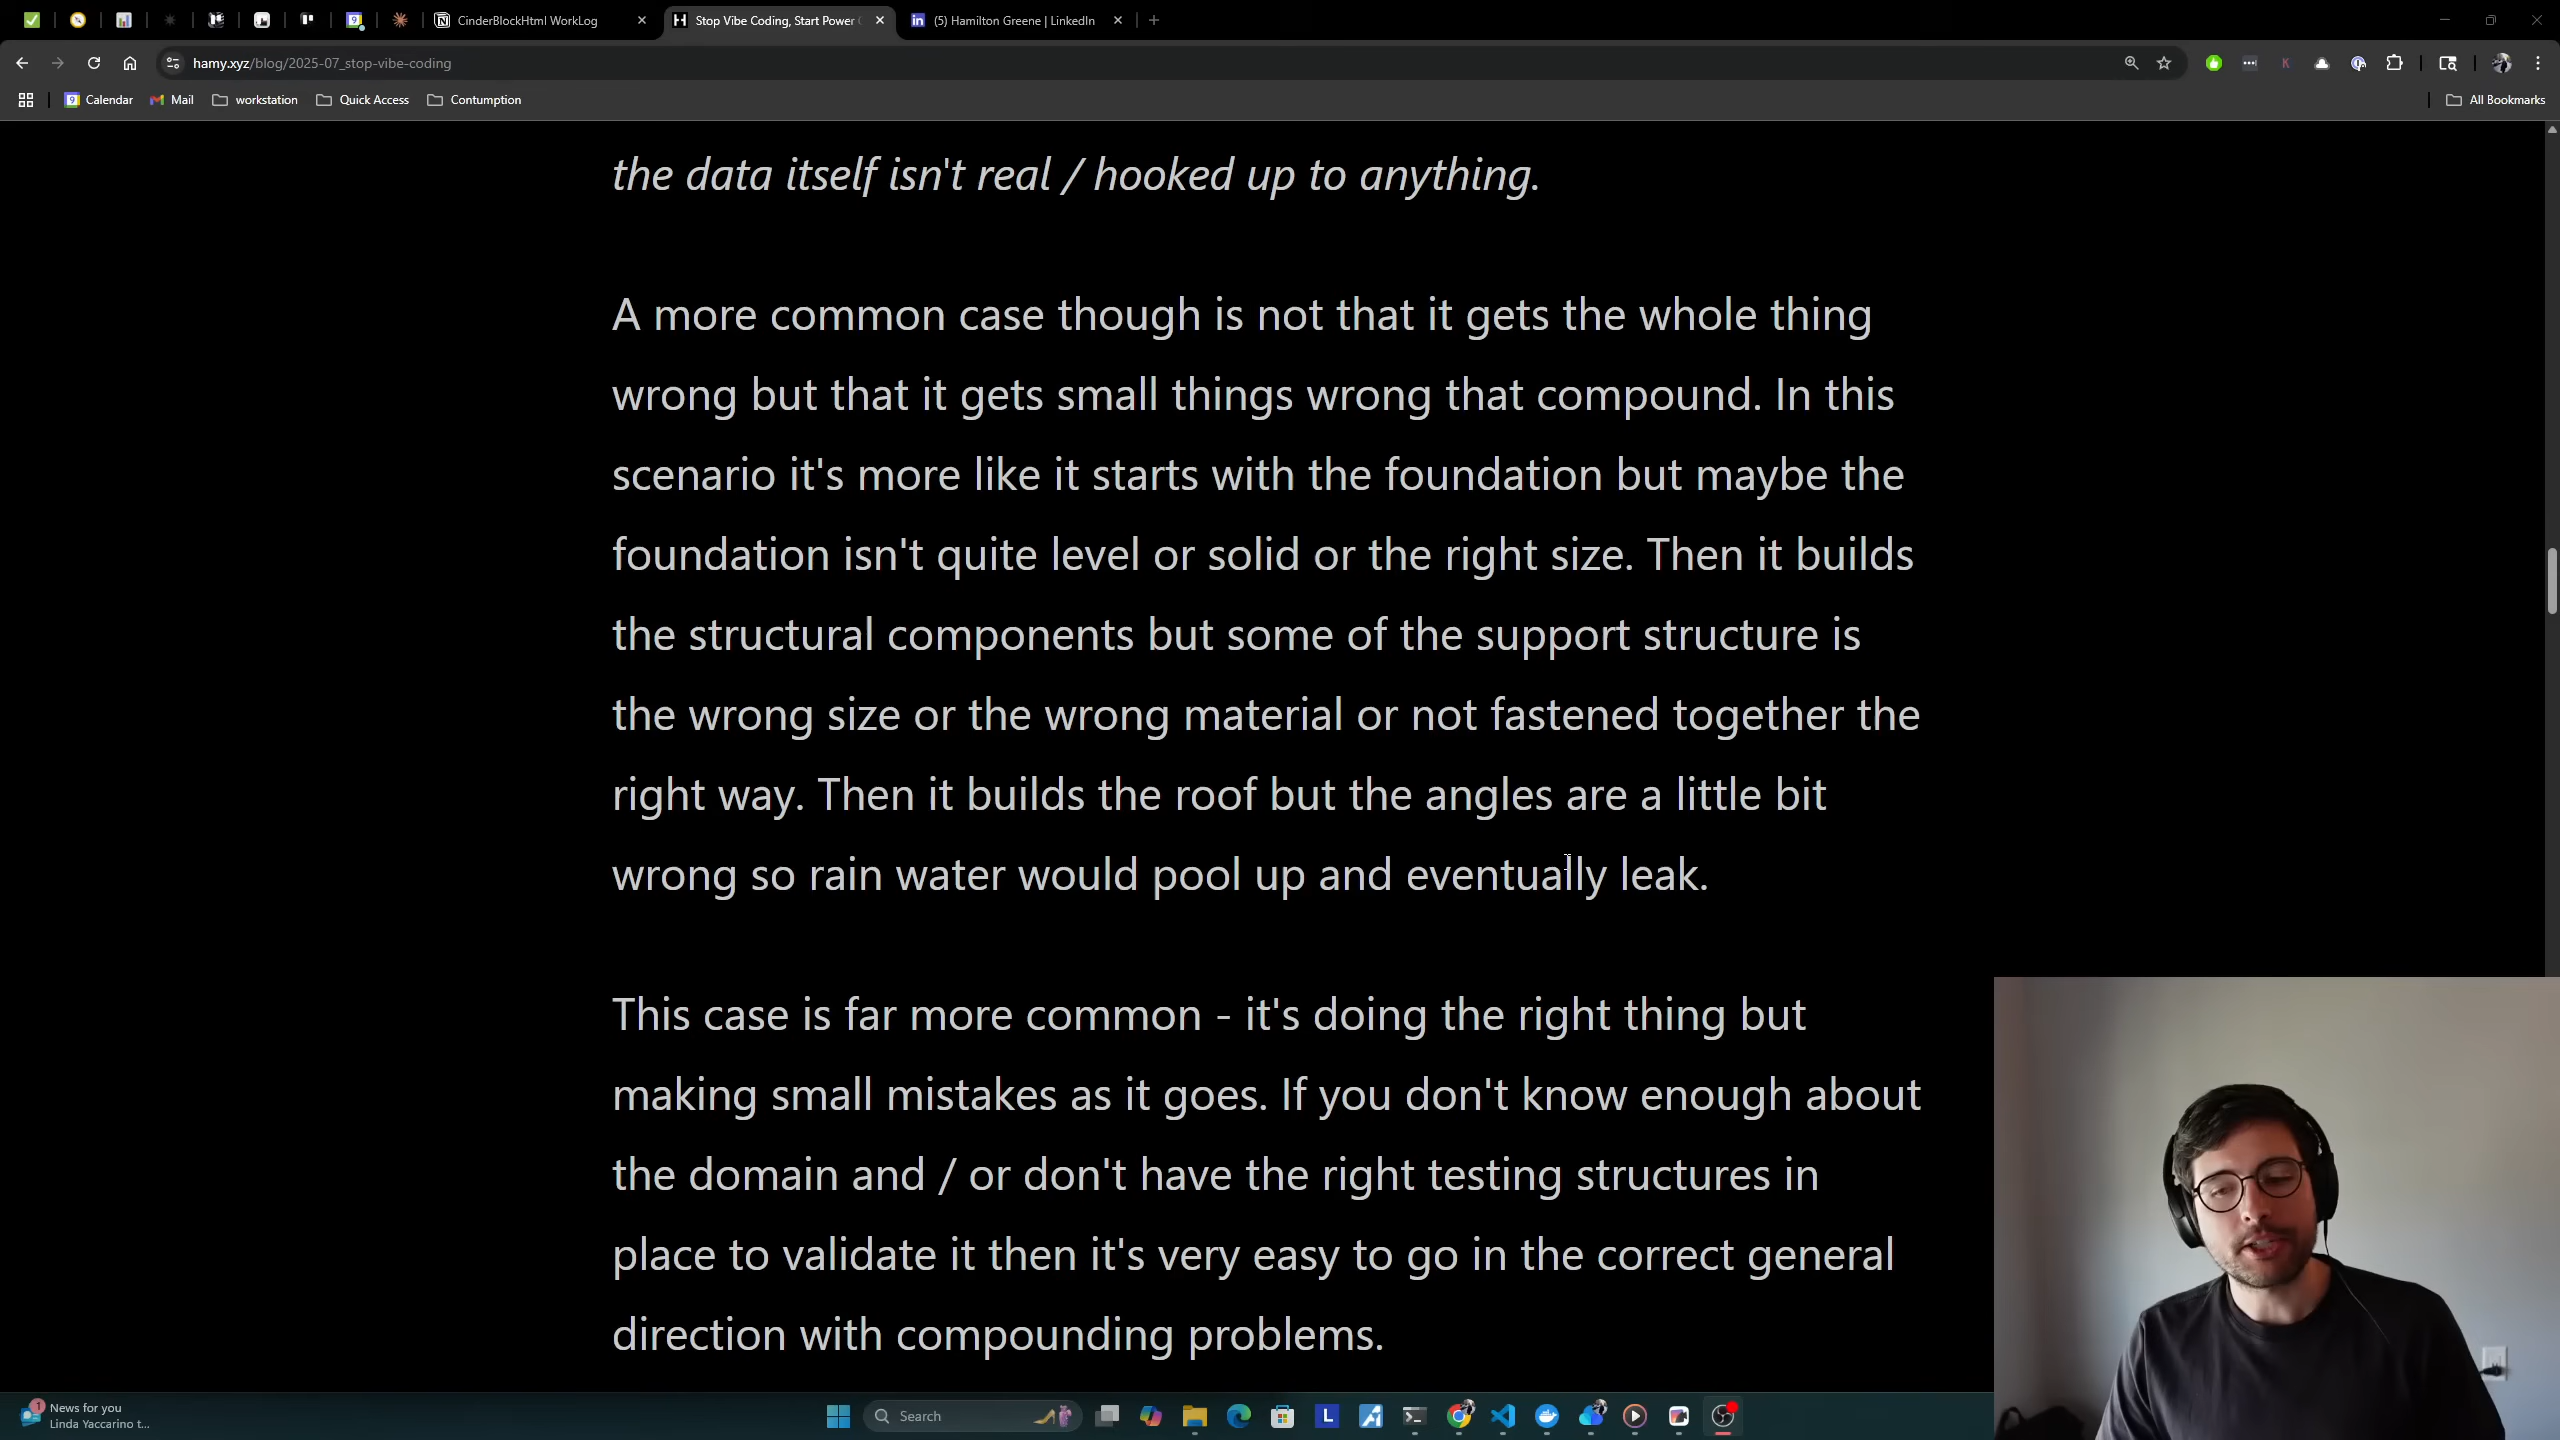 CinderBlockHtml WorkLog
Stop Vibe Coding, Start Power
(5) Hamilton Greene | LinkedIn
hamy.xyz/blog/2025-07_stop-vibe-coding
Calendar
Mail
workstation
Quick Access
Contumption
All Bookmarks
the data itself isn't real / hooked up to anything.
A more common case though is not that it gets the whole thing
wrong but that it gets small things wrong that compound. In this
scenario it's more like it starts with the foundation but maybe the
foundation isn't quite level or solid or the right size. Then it builds
the structural components but some of the support structure is
the wrong size or the wrong material or not fastened together the
right way. Then it builds the roof but the angles are a little bit
wrong so rain water would pool up and eventually leak.
This case is far more common - it's doing the right thing but
making small mistakes as it goes. If you don't know enough about
the domain and / or don't have the right testing structures in
place to validate it then it's very easy to go in the correct general
direction with compounding problems.
1
News for you
Linda Yaccarino t...
Search